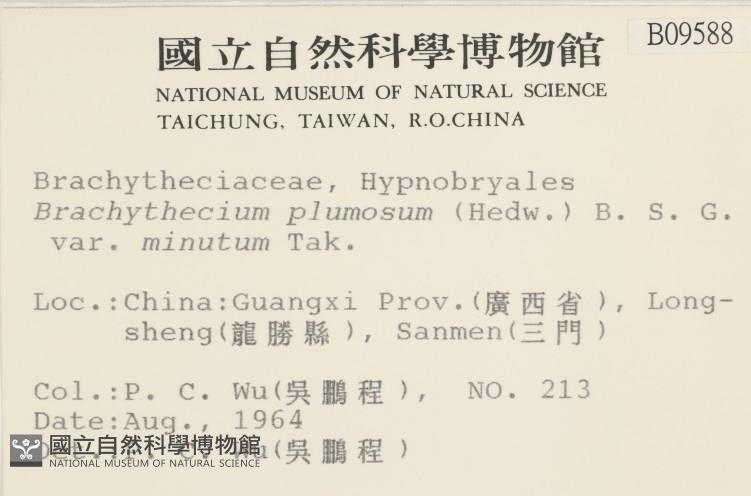 B09588
國立自然科學博物館
NATIONAL MUSEUM OF NATURAL SCIENCE
TAICHUNG, TAIWAN, R.O.CHINA
Brachytheciaceae, Hypnobryales
Brachythecium plumosum (Hedw.) B. S. G.
var. minutum Tak.
Loc.:China:Guangxi Prov.(廣西省), Long-
sheng(龍勝縣), Sanmen(三門)
Col.:P. C. Wu(吳鵬程), NO. 213
Date:Aug., 1964
Wu(吳鵬程)
國立自然科學博物館
NATIONAL MUSEUM OF NATURAL SCIENCE